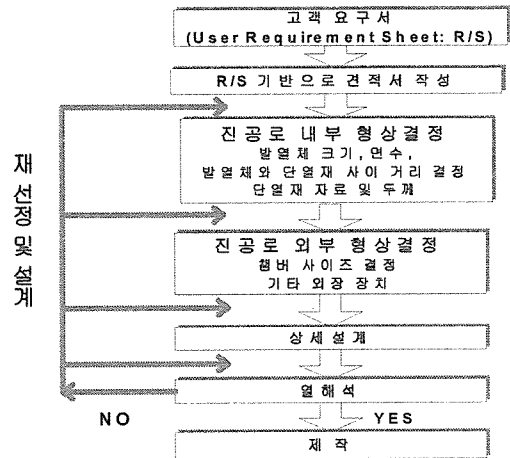 고객 요구서
(User Requirement Sheet: R/S)
R/S 기반으로 견적서 작성
진공로 내부 형상결정
발열체 크기, 면수,
발열체와 단열재 사이 거리 결정
단열재 자료 및 두께
진공로 외부 형상결정
챔버 사이즈 결정
기타 외장 장치
상세설계
열해석
NO
YES
제작
재 선정 및 설계